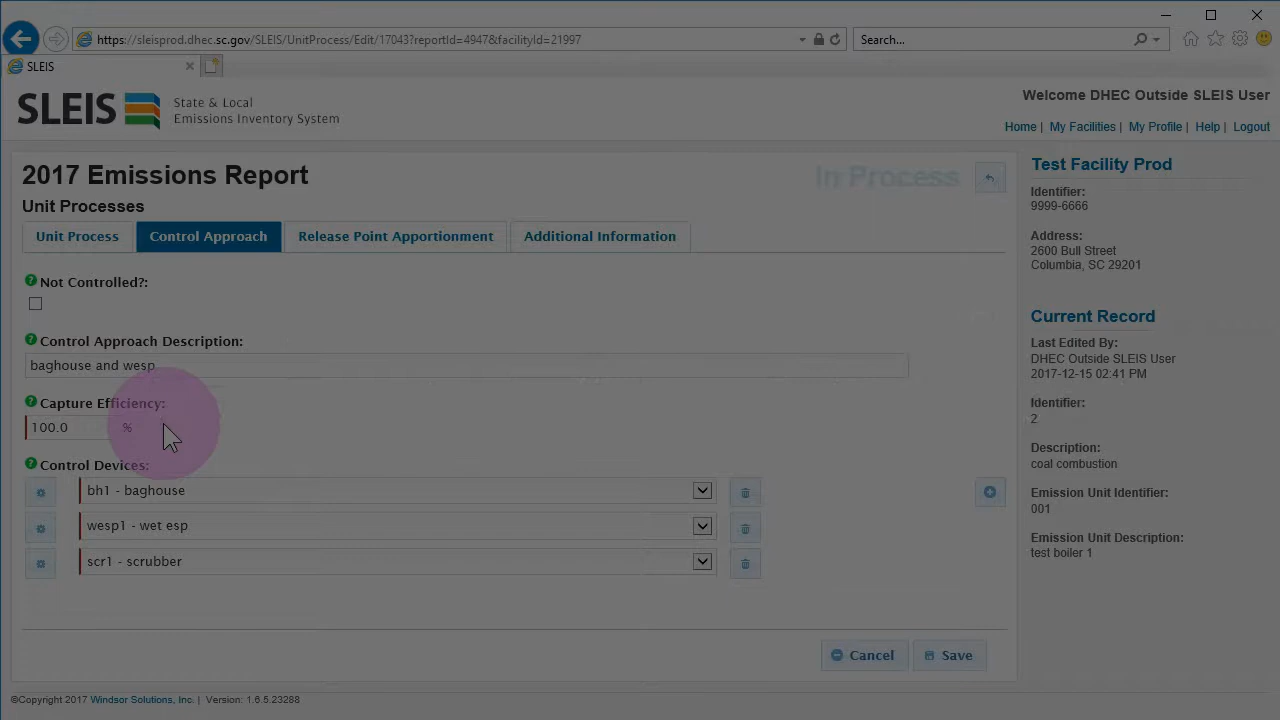 https://sleisprod.dhec.sc.gov/SLEIS/UnitProcess/Edit/17043?reportId=4947&facilityId=21997
Search...
SLEIS
SLEIS
State & Local
Emissions Inventory System
Welcome DHEC Outside SLEIS User
Home | My Facilities | My Profile | Help | Logout
2017 Emissions Report
In Process
Unit Processes
Unit Process
Control Approach
Release Point Apportionment
Additional Information
Not Controlled?:
Control Approach Description:
baghouse and wesp
Capture Efficiency:
100.0 %
Control Devices:
bh1 - baghouse
wesp1 - wet esp
scr1 - scrubber
Cancel
Save
Test Facility Prod
Identifier:
9999-6666
Address:
2600 Bull Street
Columbia, SC 29201
Current Record
Last Edited By:
DHEC Outside SLEIS User
2017-12-15 02:41 PM
Identifier:
2
Description:
coal combustion
Emission Unit Identifier:
001
Emission Unit Description:
test boiler 1
©Copyright 2017 Windsor Solutions, Inc. | Version: 1.6.5.23288